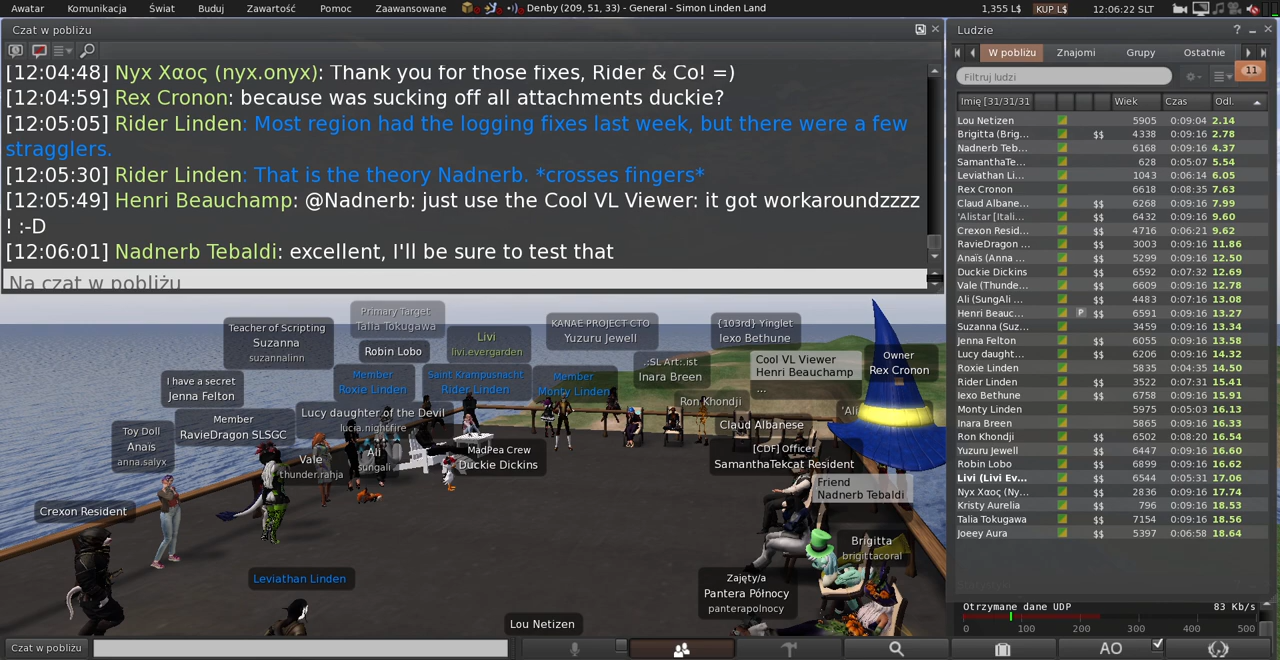 Awatar Komunikacja Świat Buduj Zawartość Pomoc Zaawansowane Denby (209, 51, 33) - General - Simon Linden Land 1,355 L$ KUP L$ 12:06:22 SLT
Czat w pobliżu
[12:04:48] Nyx Χαος (nyx.onyx): Thank you for those fixes, Rider & Co! =)
[12:04:59] Rex Cronon: because was sucking off all attachments duckie?
[12:05:05] Rider Linden: Most region had the logging fixes last week, but there were a few
stragglers.
[12:05:30] Rider Linden: That is the theory Nadnerb. *crosses fingers*
[12:05:49] Henri Beauchamp: @Nadnerb: just use the Cool VL Viewer: it got workaroundzzzz
! :-D
[12:06:01] Nadnerb Tebaldi: excellent, I'll be sure to test that
Na czat w pobliżu
Primary Target
Talia Tokugawa
Teacher of Scripting
Suzanna
suzannalinn
Robin Lobo
Livi
livi.evergarden
KANAE PROJECT CTO
Yuzuru Jewell
{103rd} Yinglet
Iexo Bethune
.:SL Art:.ist
Inara Breen
Cool VL Viewer
Henri Beauchamp
...
Owner
Rex Cronon
I have a secret
Jenna Felton
Member
Roxie Linden
Saint Krampusnacht
Rider Linden
Member
Monty Linden
Ron Khondji
'Ali
Member
RavieDragon SLSGC
Lucy daughter of the Devil
lucia.nightfire
Claud Albanese
Toy Doll
Anaïs
anna.salyx
Vale
thunder.rahja
Ali
sungali
MadPea Crew
Duckie Dickins
[CDF] Officer
SamanthaTekcat Resident
Friend
Nadnerb Tebaldi
Crexon Resident
Brigitta
brigittacoral
Leviathan Linden
Zajęty/a
Pantera Północy
panterapolnocy
Lou Netizen
Czat w pobliżu
AO
Ludzie
? _ ×
W pobliżu Znajomi Grupy Ostatnie
Filtruj ludzi
11
Imię [31/31/31 Wiek Czas Odl.
Lou Netizen 5905 0:09:04 2.14
Brigitta (Brig... $$ 4338 0:09:16 2.78
Nadnerb Teb... 6168 0:09:16 4.37
SamanthaTe... 628 0:05:07 5.54
Leviathan Li... 1043 0:06:14 6.05
Rex Cronon 6618 0:08:35 7.63
Claud Albane... $$ 6268 0:09:16 7.99
'Alistar [Itali... $$ 6432 0:09:16 9.60
Crexon Resid... $$ 4716 0:06:21 9.62
RavieDragon ... $$ 3003 0:09:16 11.86
Anaïs (Anna ... $$ 5299 0:09:16 12.50
Duckie Dickins $$ 6592 0:07:32 12.69
Vale (Thunde... $$ 6609 0:09:16 12.78
Ali (SungAli ... $$ 4483 0:07:16 13.08
Henri Beauc... P $$ 6591 0:09:16 13.27
Suzanna (Suz... 3459 0:09:16 13.34
Jenna Felton $$ 6055 0:09:16 13.58
Lucy daught... $$ 6206 0:09:16 14.32
Roxie Linden 5835 0:04:35 14.50
Rider Linden $$ 3522 0:07:31 15.41
Iexo Bethune $$ 6758 0:09:16 15.91
Monty Linden 5975 0:05:03 16.13
Inara Breen 5865 0:09:16 16.33
Ron Khondji $$ 6502 0:08:20 16.54
Yuzuru Jewell $$ 6447 0:09:16 16.60
Robin Lobo $$ 6899 0:09:16 16.62
Livi (Livi Ev... $$ 6544 0:05:31 17.06
Nyx Χαος (Ny... $$ 2836 0:09:16 17.74
Kristy Aurelia $$ 796 0:09:16 18.53
Talia Tokugawa $$ 7154 0:09:16 18.56
Joeey Aura $$ 5397 0:06:58 18.64
Otrzymane dane UDP 83 Kb/s
0 100 200 300 400 500